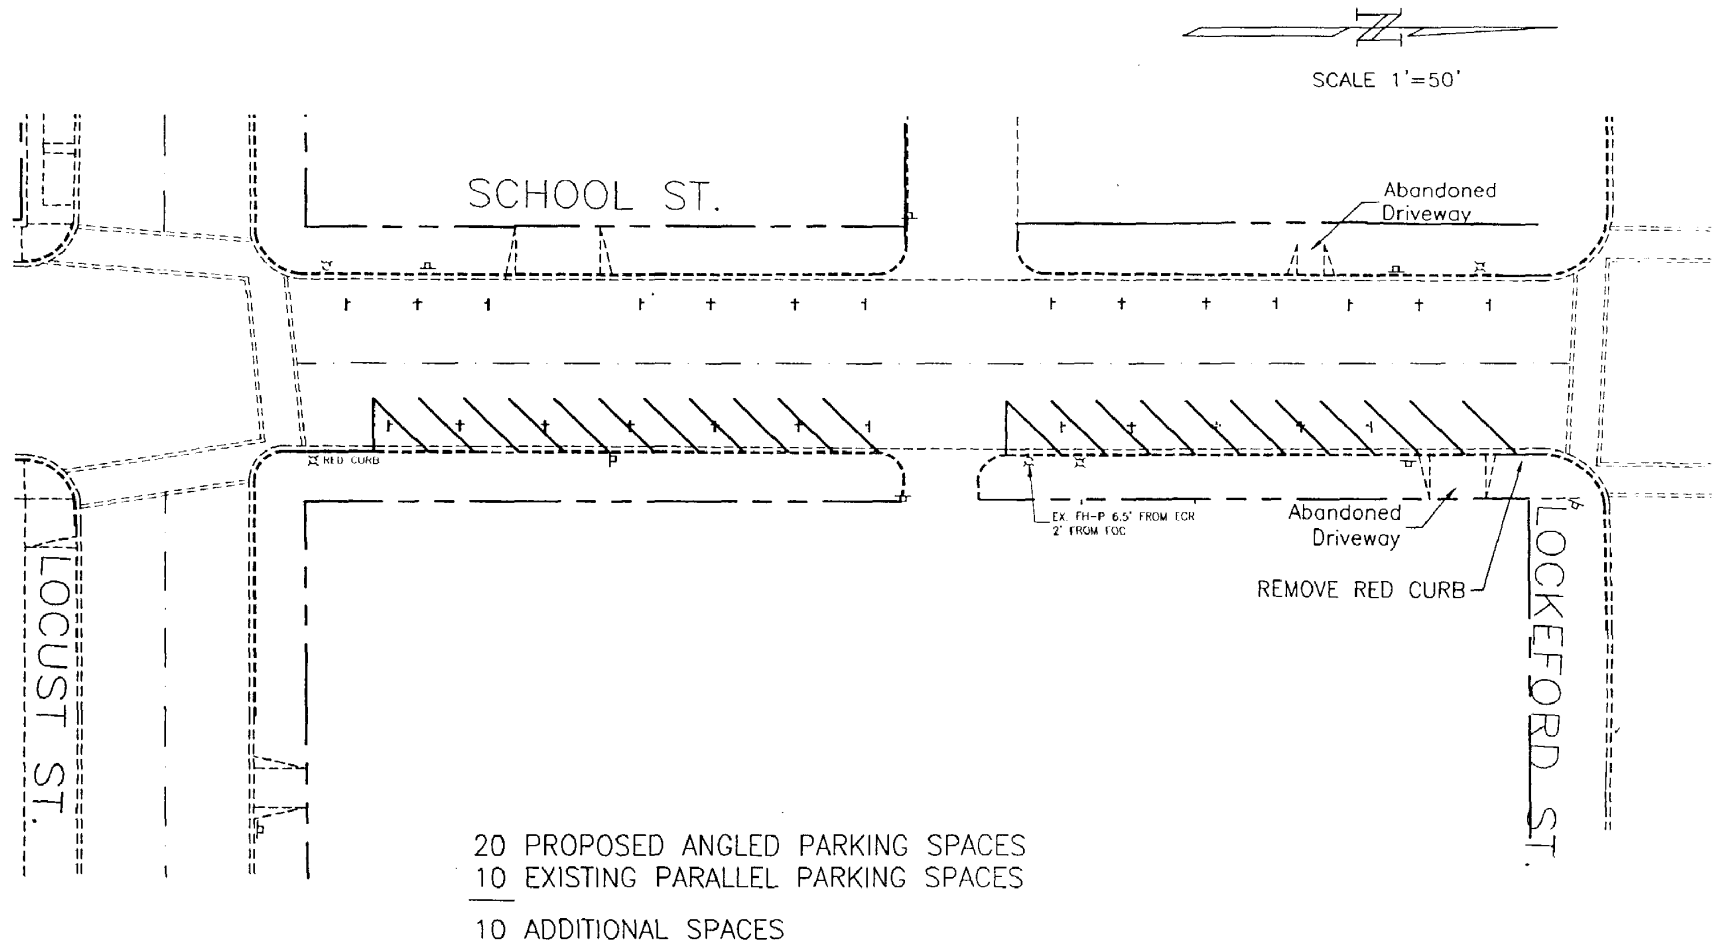 SCALE 1'=50'
SCHOOL ST.
Abandoned
Driveway
RED CURB
EX. FH-P 6.5' FROM ECR
2' FROM FOC
Abandoned
Driveway
REMOVE RED CURB
LOCUST ST.
LOCKEFORD ST.
20 PROPOSED ANGLED PARKING SPACES
10 EXISTING PARALLEL PARKING SPACES
10 ADDITIONAL SPACES